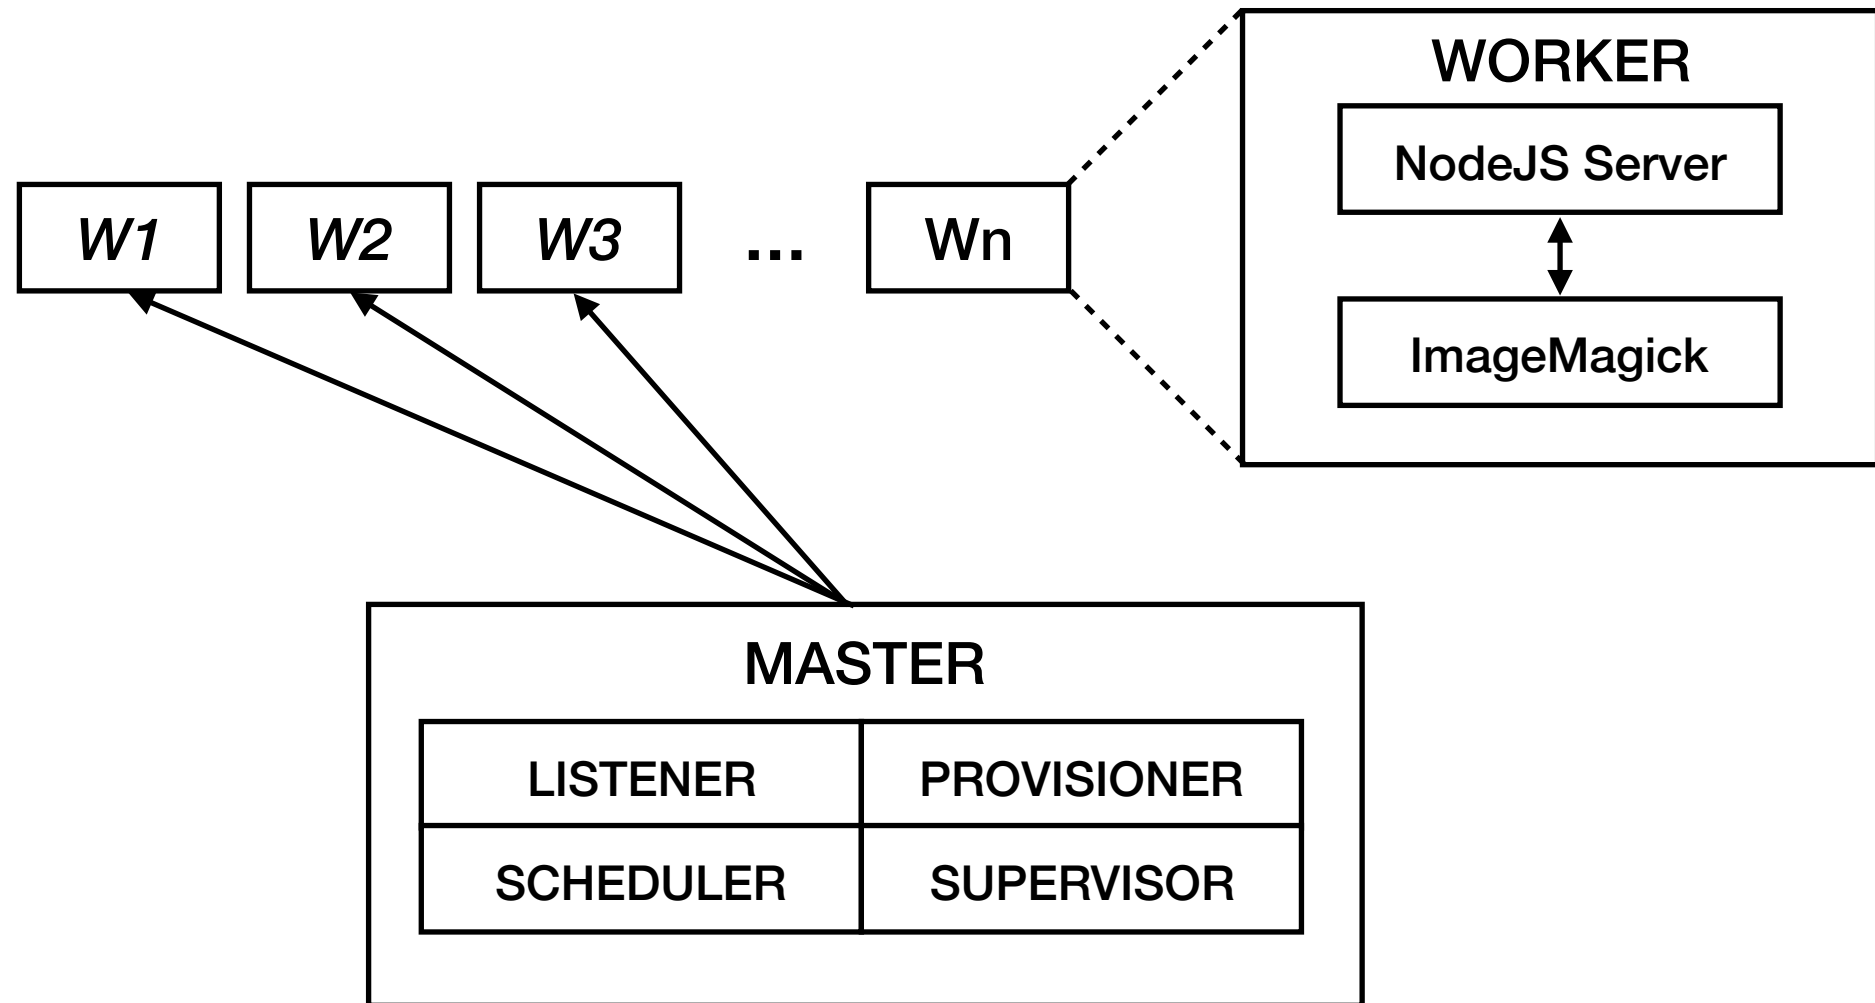 WORKER
NodeJS Server
W1 W2 W3 ... Wn
ImageMagick
MASTER
LISTENER PROVISIONER
SCHEDULER SUPERVISOR